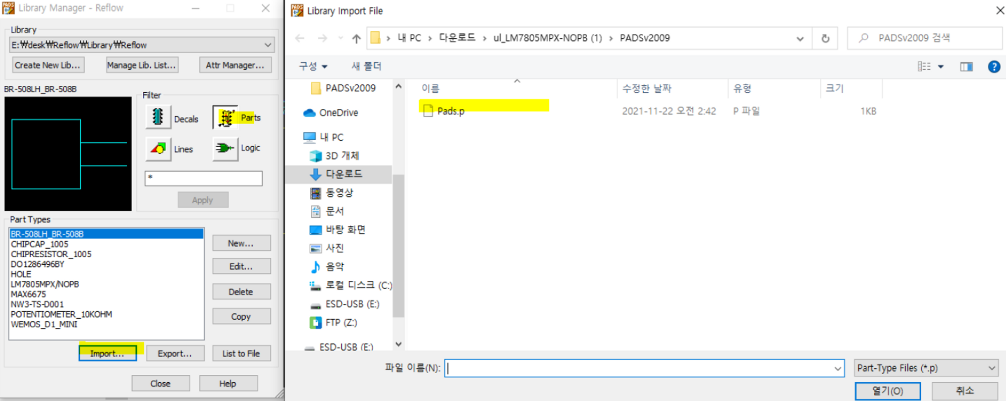 Library Manager - Reflow
Library
E:\desk\Reflow\Library\Reflow
Create New Lib...
Manage Lib. List...
Attr Manager...
BR-508LH_BR-508B
Filter
Decals
Parts
Lines
Logic
*
Apply
Part Types
BR-508LH_BR-508B
CHIPCAP_1005
CHIPRESISTOR_1005
DO1286496BY
HOLE
LM7805MPX/NOPB
MAX6675
NW3-TS-D001
POTENTIOMETER_10KOHM
WEMOS_D1_MINI
New...
Edit...
Delete
Copy
Import...
Export...
List to File
Close
Help
Library Import File
내 PC > 다운로드 > ul_LM7805MPX-NOPB (1) > PADSv2009
PADSv2009 검색
구성
새 폴더
PADSv2009
OneDrive
내 PC
3D 개체
다운로드
동영상
문서
바탕 화면
사진
음악
로컬 디스크 (C:)
ESD-USB (E:)
FTP (Z:)
ESD-USB (E:)
이름 수정한 날짜 유형 크기
Pads.p 2021-11-22 오전 2:42 P 파일 1KB
파일 이름(N):
Part-Type Files (*.p)
열기(O)
취소